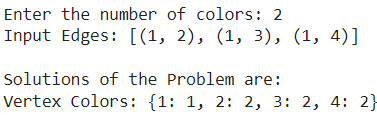 Enter the number of colors: 2
Input Edges: [(1, 2), (1, 3), (1, 4)]
Solutions of the Problem are:
Vertex Colors: {1: 1, 2: 2, 3: 2, 4: 2}